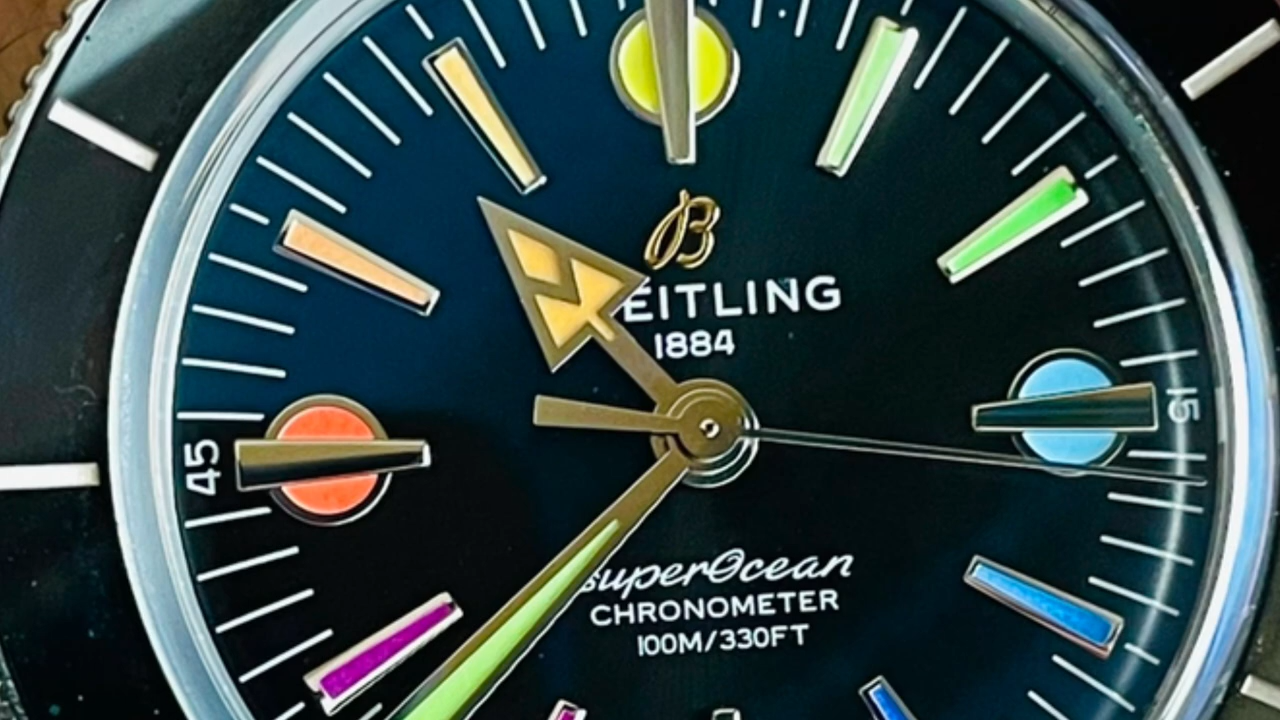 B
EITLING
1884
15
45
superOcean
CHRONOMETER
100M/330FT